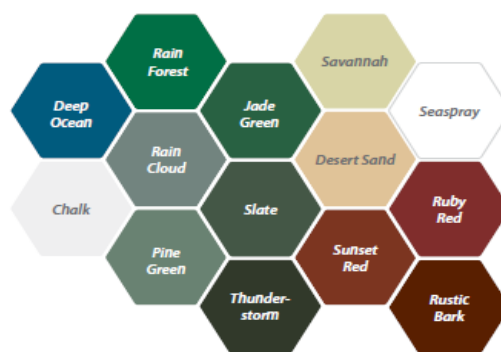 Rain
Forest
Savannah
Deep
Ocean
Jade
Green
Seaspray
Rain
Cloud
Desert Sand
Chalk
Slate
Ruby
Red
Pine
Green
Sunset
Red
Thunder-
storm
Rustic
Bark